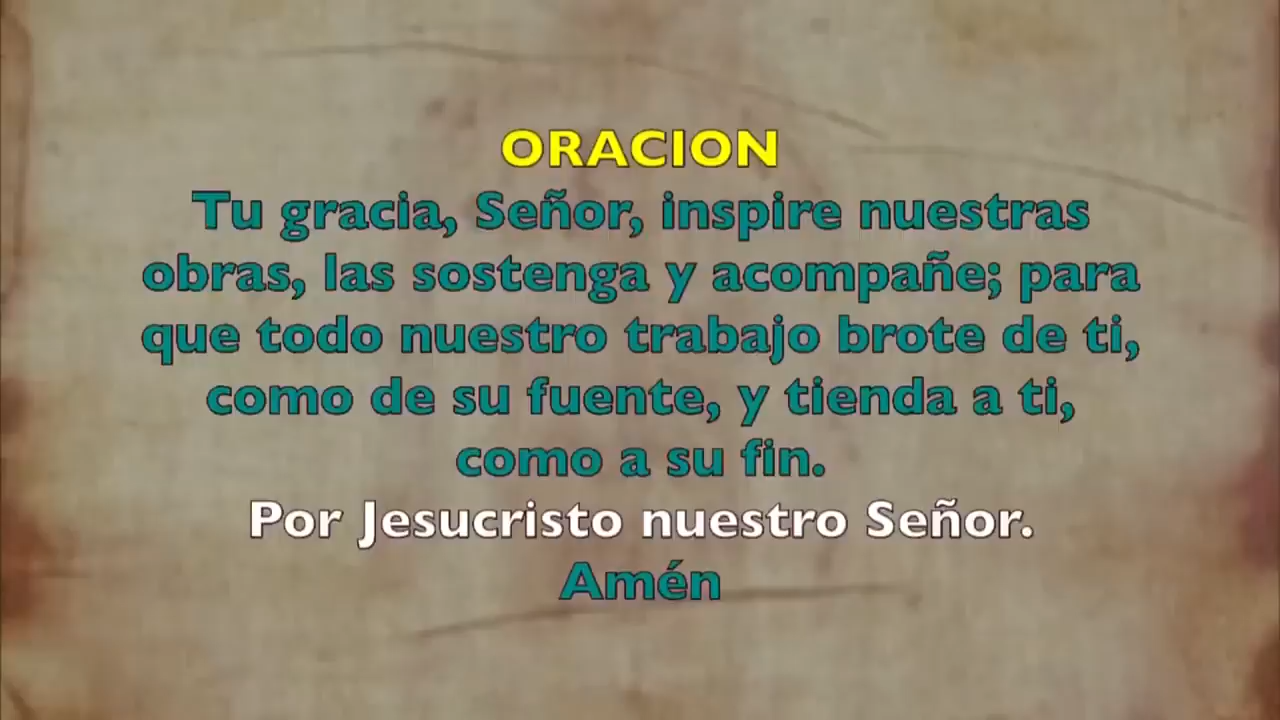 ORACION
Tu gracia, Señor, inspire nuestras
obras, las sostenga y acompañe; para
que todo nuestro trabajo brote de ti,
como de su fuente, y tienda a ti,
como a su fin.
Por Jesucristo nuestro Señor.
Amén